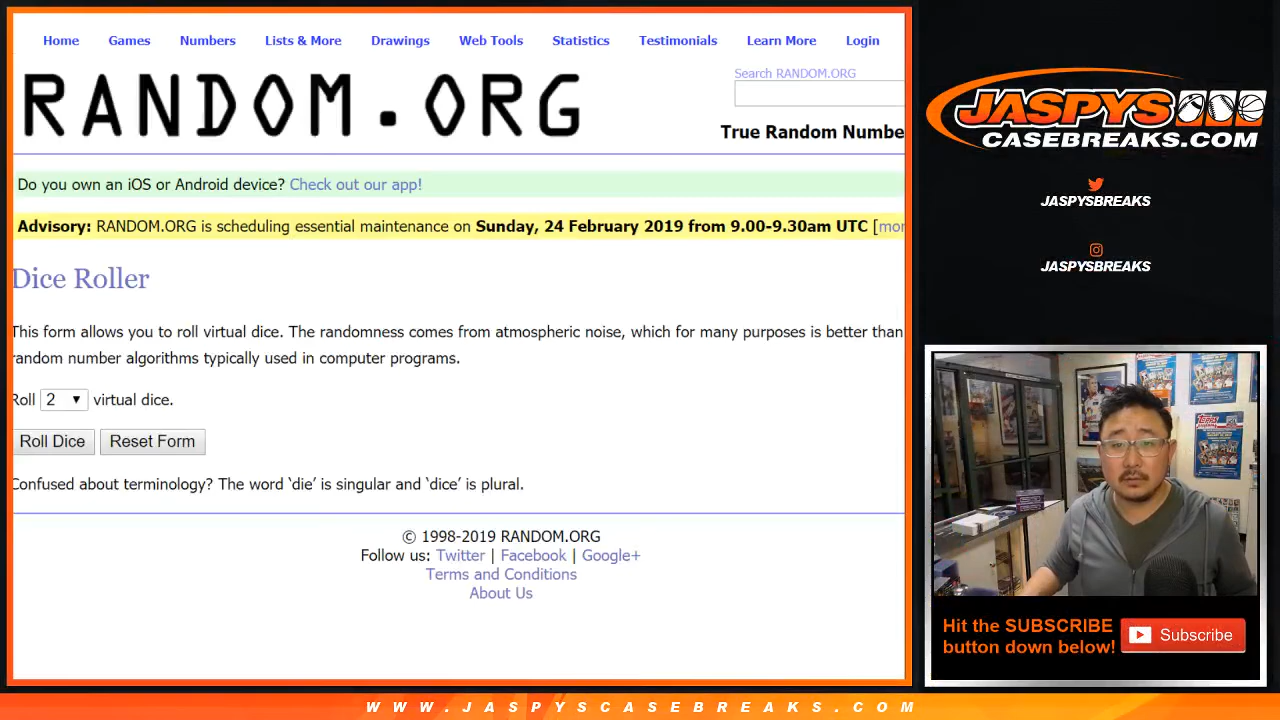 Home Games Numbers Lists & More Drawings Web Tools Statistics Testimonials Learn More Login
RANDOM.ORG
Search RANDOM.ORG
True Random Numbe
Do you own an iOS or Android device? Check out our app!
Advisory: RANDOM.ORG is scheduling essential maintenance on Sunday, 24 February 2019 from 9.00-9.30am UTC [mor
Dice Roller
This form allows you to roll virtual dice. The randomness comes from atmospheric noise, which for many purposes is better than
random number algorithms typically used in computer programs.
Roll 2 virtual dice.
Roll Dice Reset Form
Confused about terminology? The word ‘die’ is singular and ‘dice’ is plural.
© 1998-2019 RANDOM.ORG
Follow us: Twitter | Facebook | Google+
Terms and Conditions
About Us
JASPYS
CASEBREAKS.COM
JASPYSBREAKS
JASPYSBREAKS
Hit the SUBSCRIBE
button down below!
Subscribe
WWW.JASPYSCASEBREAKS.COM